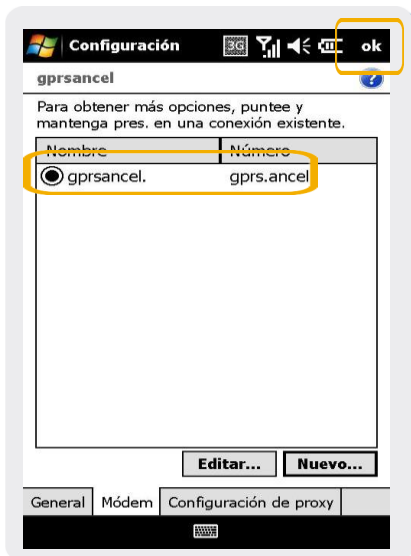 Configuración 3G ok
gprsancel ?
Para obtener más opciones, puntee y
mantenga pres. en una conexión existente.
Nombre Número
gprsancel. gprs.ancel
Editar... Nuevo...
General Módem Configuración de proxy